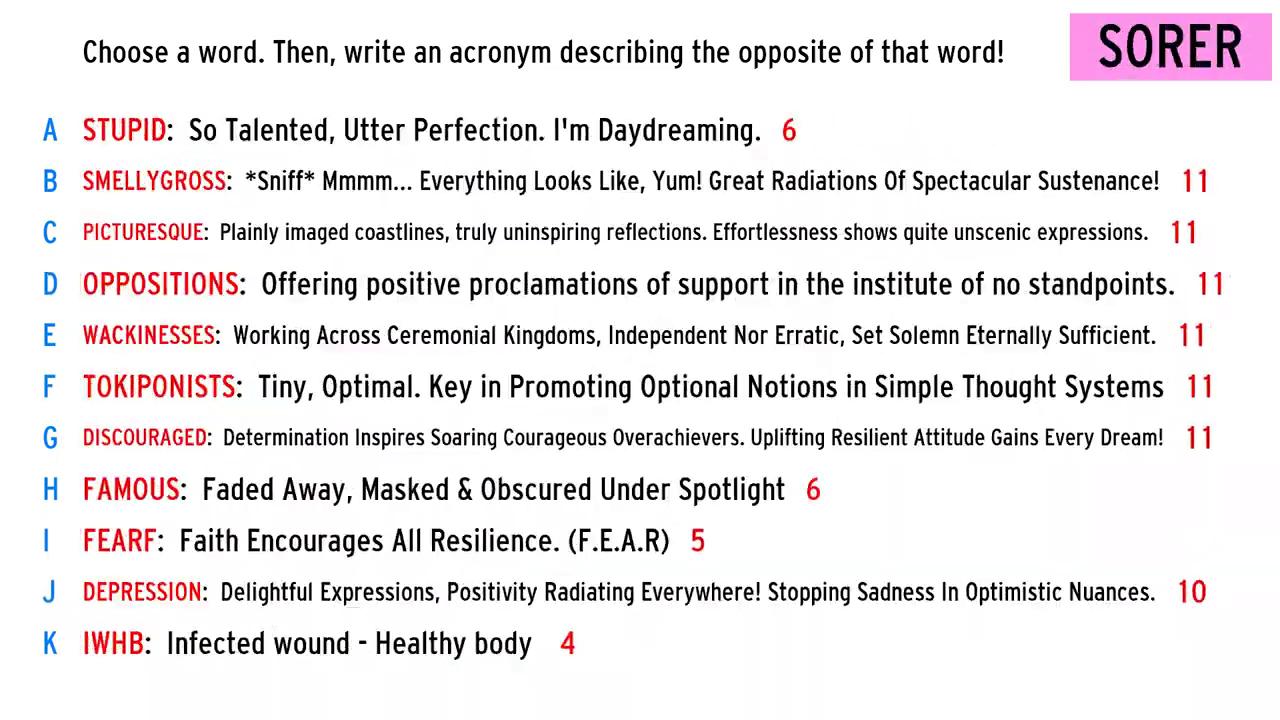 Choose a word. Then, write an acronym describing the opposite of that word!
SORER
A STUPID: So Talented, Utter Perfection. I'm Daydreaming. 6
B SMELLYGROSS: *Sniff* Mmmm... Everything Looks Like, Yum! Great Radiations Of Spectacular Sustenance! 11
C PICTURESQUE: Plainly imaged coastlines, truly uninspiring reflections. Effortlessness shows quite unscenic expressions. 11
D OPPOSITIONS: Offering positive proclamations of support in the institute of no standpoints. 11
E WACKINESSES: Working Across Ceremonial Kingdoms, Independent Nor Erratic, Set Solemn Eternally Sufficient. 11
F TOKIPONISTS: Tiny, Optimal. Key in Promoting Optional Notions in Simple Thought Systems 11
G DISCOURAGED: Determination Inspires Soaring Courageous Overachievers. Uplifting Resilient Attitude Gains Every Dream! 11
H FAMOUS: Faded Away, Masked & Obscured Under Spotlight 6
I FEARF: Faith Encourages All Resilience. (F.E.A.R) 5
J DEPRESSION: Delightful Expressions, Positivity Radiating Everywhere! Stopping Sadness In Optimistic Nuances. 10
K IWHB: Infected wound - Healthy body 4